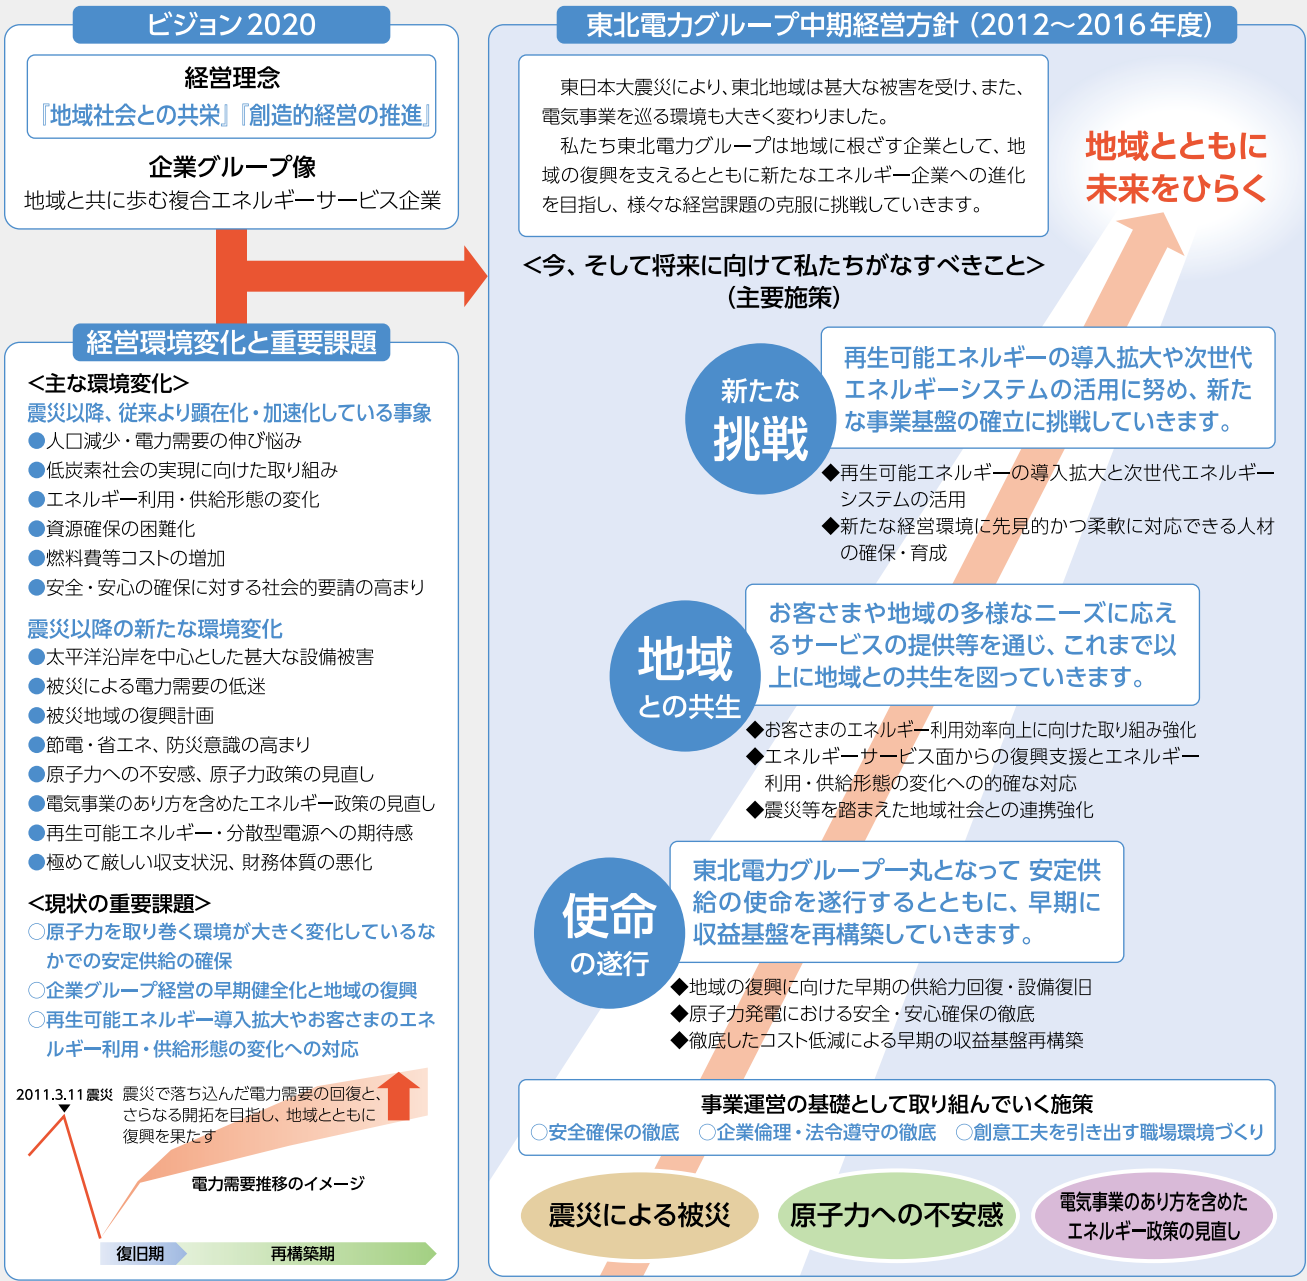 ビジョン2020
経営理念
『地域社会との共栄』『創造的経営の推進』
企業グループ像
地域と共に歩む複合エネルギーサービス企業
経営環境変化と重要課題
<主な環境変化>
震災以降、従来より顕在化・加速化している事象
●人口減少・電力需要の伸び悩み
●低炭素社会の実現に向けた取り組み
●エネルギー利用・供給形態の変化
●資源確保の困難化
●燃料費等コストの増加
●安全・安心の確保に対する社会的要請の高まり
震災以降の新たな環境変化
●太平洋沿岸を中心とした甚大な設備被害
●被災による電力需要の低迷
●被災地域の復興計画
●節電・省エネ、防災意識の高まり
●原子力への不安感、原子力政策の見直し
●電気事業のあり方を含めたエネルギー政策の見直し
●再生可能エネルギー・分散型電源への期待感
●極めて厳しい収支状況、財務体質の悪化
<現状の重要課題>
○原子力を取り巻く環境が大きく変化しているな
かでの安定供給の確保
○企業グループ経営の早期健全化と地域の復興
○再生可能エネルギー導入拡大やお客さまのエネ
ルギー利用・供給形態の変化への対応
2011.3.11震災
震災で落ち込んだ電力需要の回復と、
さらなる開拓を目指し、地域とともに
復興を果たす
電力需要推移のイメージ
復旧期
再構築期
東北電力グループ中期経営方針（2012～2016年度）
東日本大震災により、東北地域は甚大な被害を受け、また、
電気事業を巡る環境も大きく変わりました。
私たち東北電力グループは地域に根ざす企業として、地
域の復興を支えるとともに新たなエネルギー企業への進化
を目指し、様々な経営課題の克服に挑戦していきます。
地域とともに
未来をひらく
<今、そして将来に向けて私たちがなすべきこと>
（主要施策）
新たな
挑戦
再生可能エネルギーの導入拡大や次世代
エネルギーシステムの活用に努め、新た
な事業基盤の確立に挑戦していきます。
◆再生可能エネルギーの導入拡大と次世代エネルギー
システムの活用
◆新たな経営環境に先見的かつ柔軟に対応できる人材
の確保・育成
地域
との共生
お客さまや地域の多様なニーズに応え
るサービスの提供等を通じ、これまで以
上に地域との共生を図っていきます。
◆お客さまのエネルギー利用効率向上に向けた取り組み強化
◆エネルギーサービス面からの復興支援とエネルギー
利用・供給形態の変化への的確な対応
◆震災等を踏まえた地域社会との連携強化
使命
の遂行
東北電力グループ一丸となって 安定供
給の使命を遂行するとともに、早期に
収益基盤を再構築していきます。
◆地域の復興に向けた早期の供給力回復・設備復旧
◆原子力発電における安全・安心確保の徹底
◆徹底したコスト低減による早期の収益基盤再構築
事業運営の基礎として取り組んでいく施策
○安全確保の徹底 ○企業倫理・法令遵守の徹底 ○創意工夫を引き出す職場環境づくり
震災による被災
原子力への不安感
電気事業のあり方を含めた
エネルギー政策の見直し